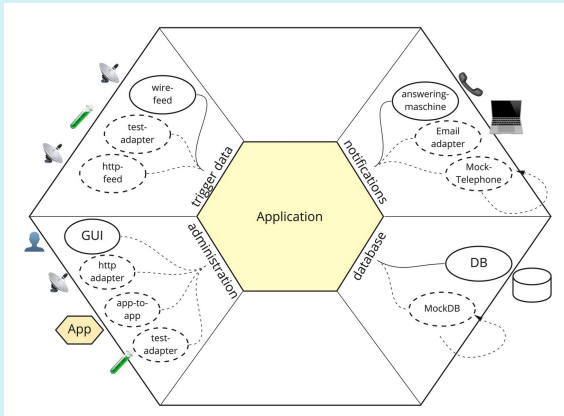 wire-
feed
test-
adapter
http-
feed
trigger data
answering-
maschine
Email
adapter
Mock-
Telephone
notifications
Application
GUI
http
adapter
app-to-
app
test-
adapter
App
administration
database
DB
MockDB